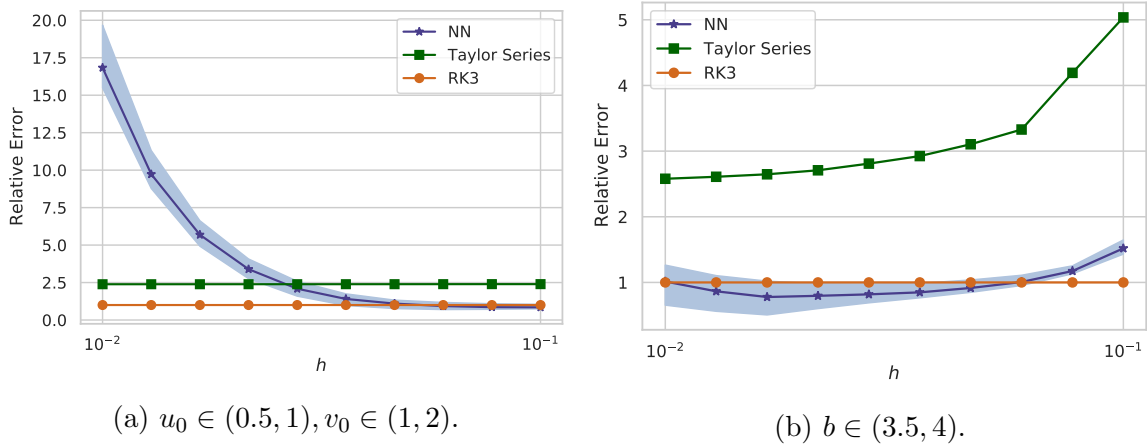 20.0
17.5
15.0
12.5
10.0
7.5
5.0
2.5
0.0
Relative Error
NN
Taylor Series
RK3
10⁻²
10⁻¹
h
(a) u₀ ∈ (0.5, 1), v₀ ∈ (1, 2).
5
4
3
2
1
Relative Error
NN
Taylor Series
RK3
10⁻²
10⁻¹
h
(b) b ∈ (3.5, 4).